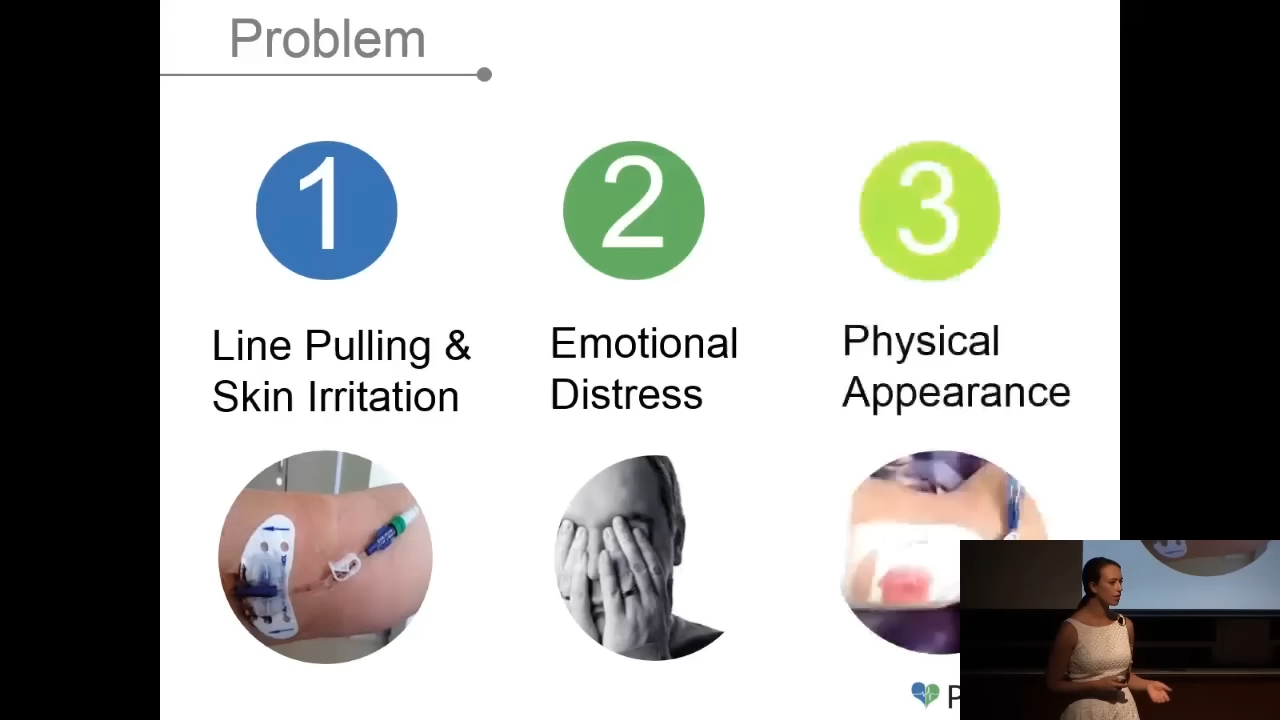 Problem
1
2
3
Line Pulling &
Skin Irritation
Emotional
Distress
Physical
Appearance
P